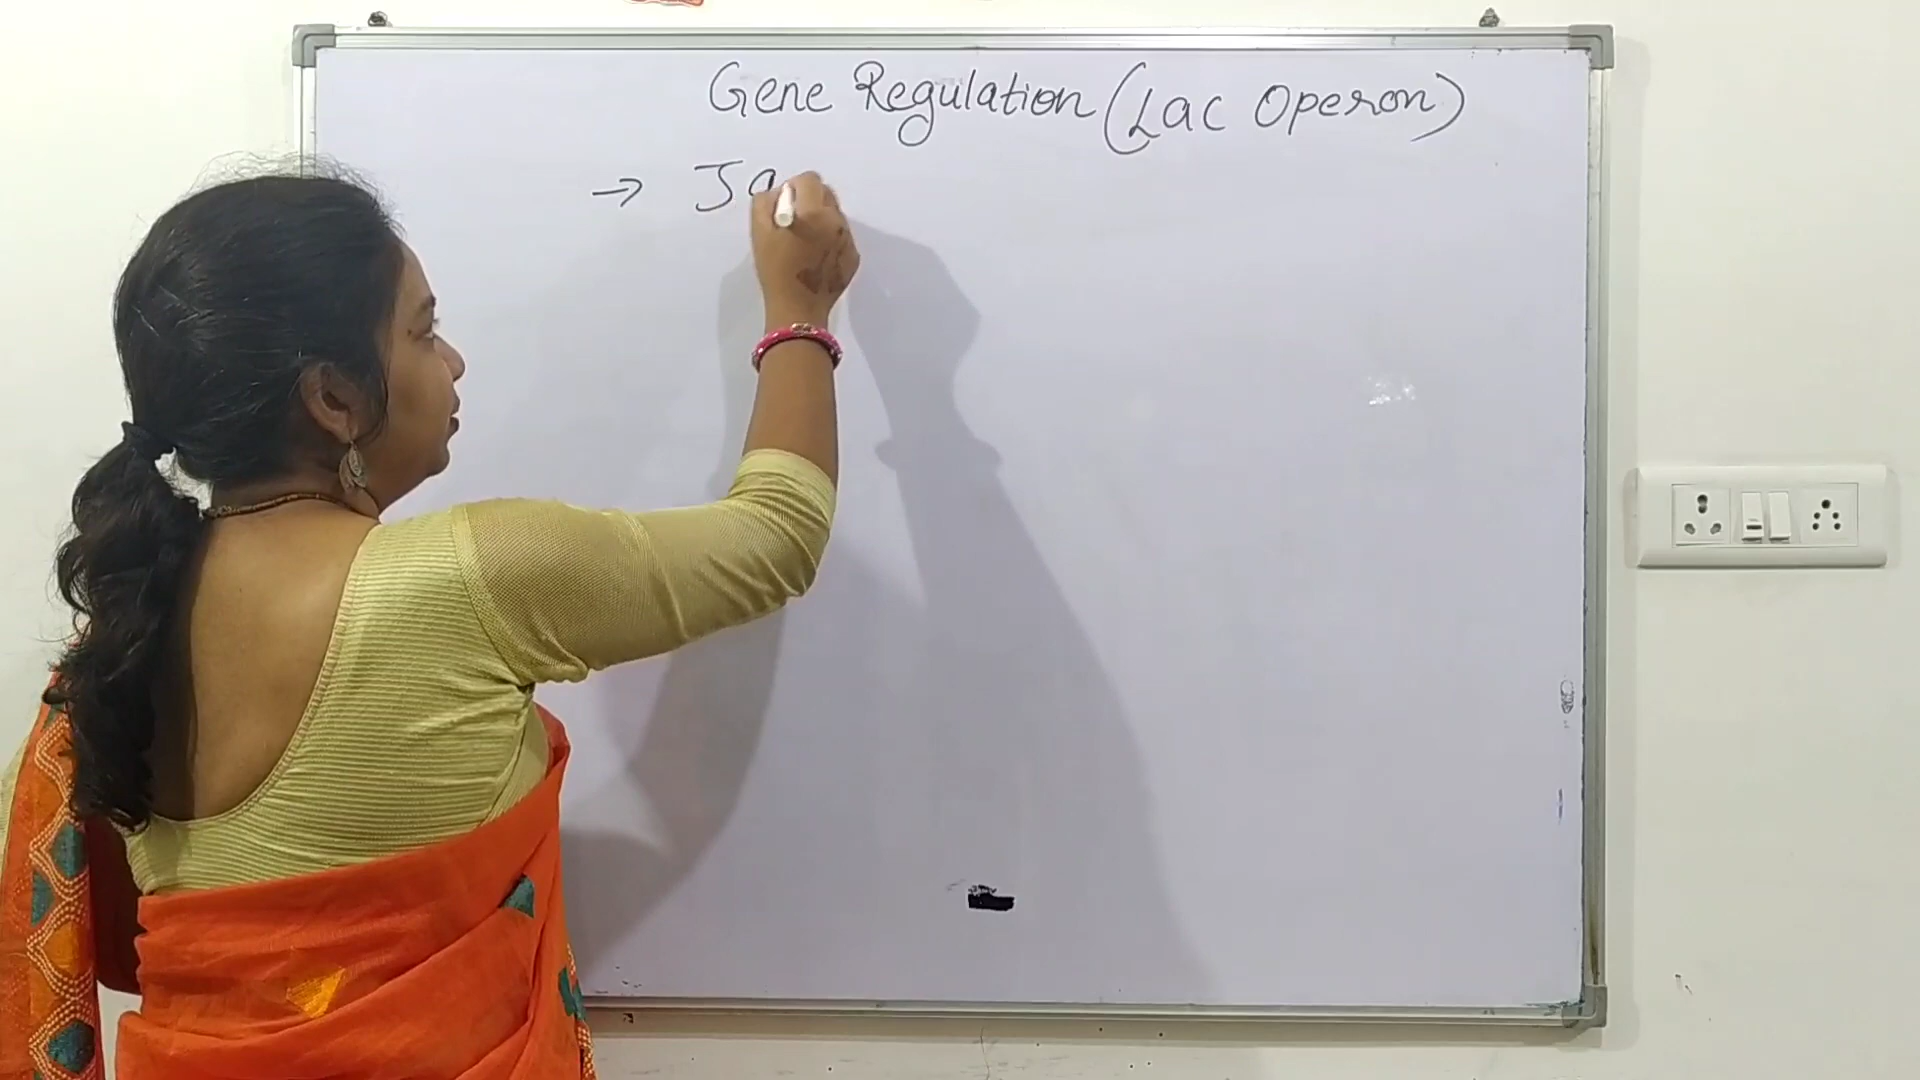 Gene Regulation (Lac Operon)
→ Ja